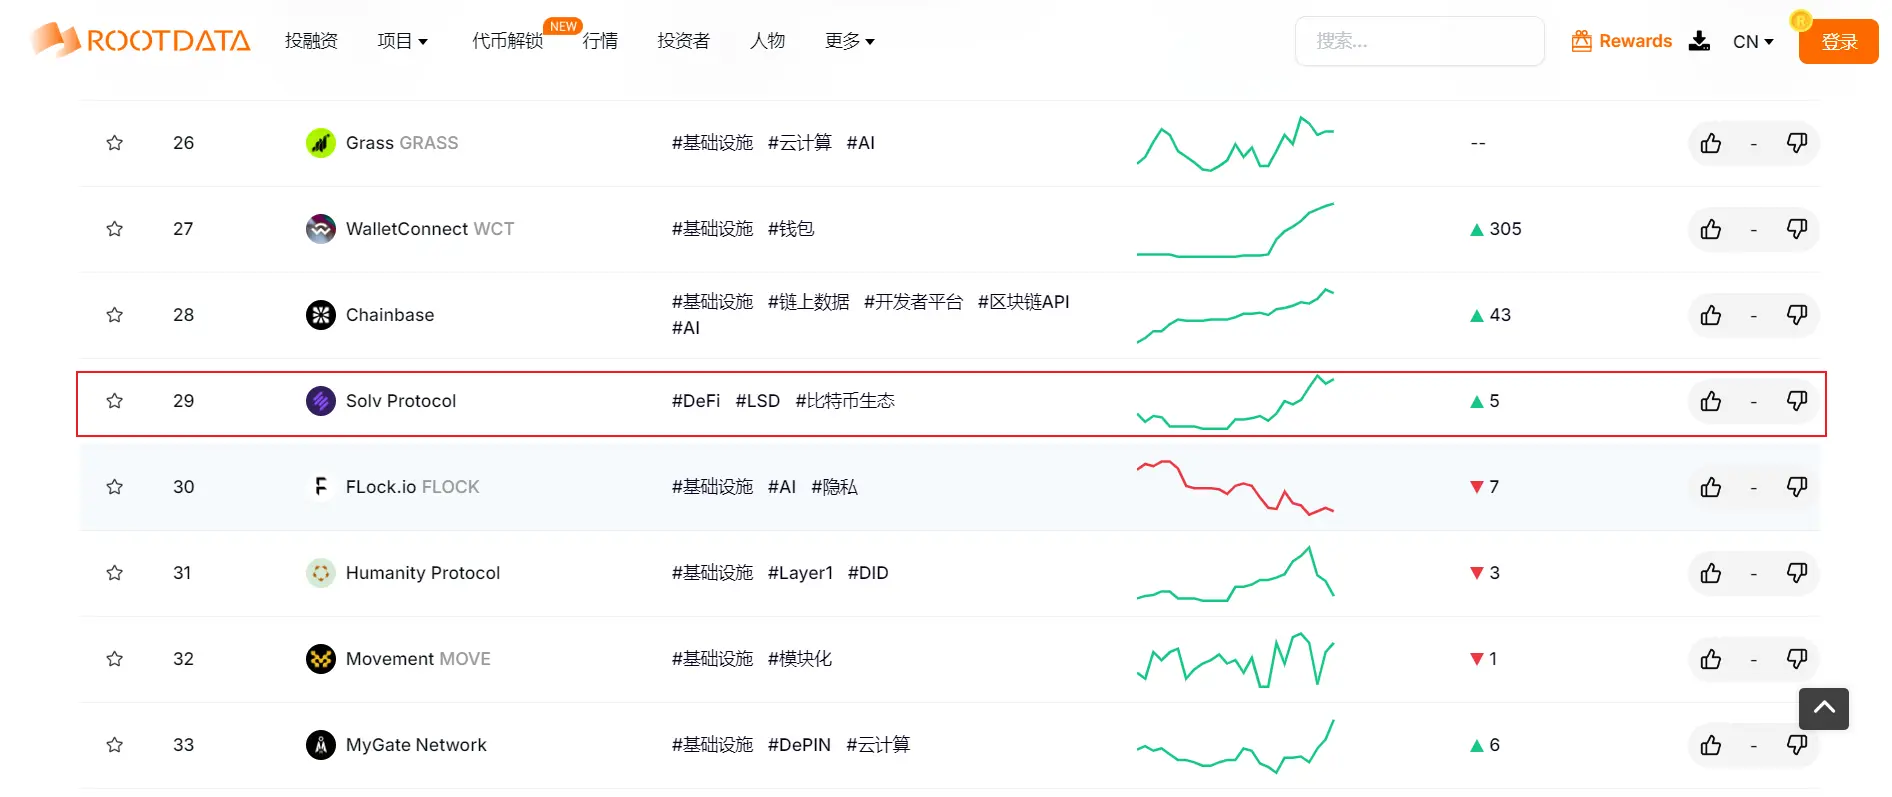 ROOTDATA 投融资 项目 代币解锁 NEW 行情 投资者 人物 更多 搜索... Rewards CN R 登录
26 Grass GRASS #基础设施 #云计算 #AI -- -
27 WalletConnect WCT #基础设施 #钱包 305 -
28 Chainbase #基础设施 #链上数据 #开发者平台 #区块链API 43 -
#AI
29 Solv Protocol #DeFi #LSD #比特币生态 5 -
30 FLock.io FLOCK #基础设施 #AI #隐私 7 -
31 Humanity Protocol #基础设施 #Layer1 #DID 3 -
32 Movement MOVE #基础设施 #模块化 1 -
33 MyGate Network #基础设施 #DePIN #云计算 6 -